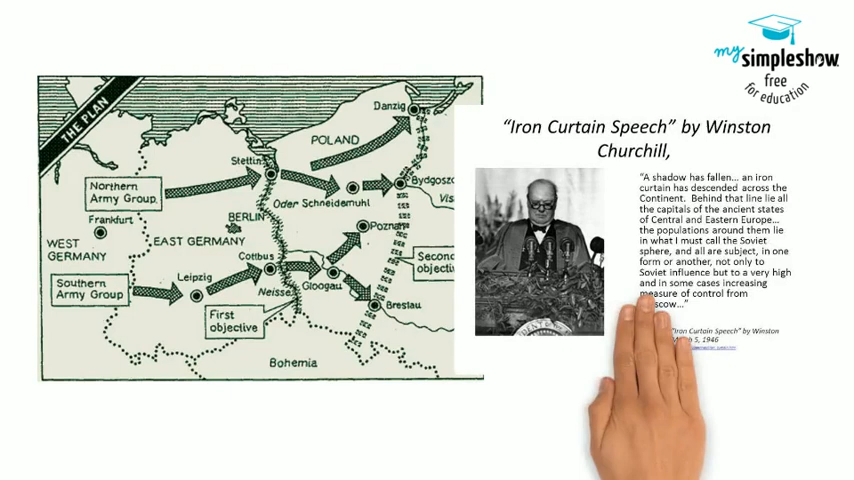 my
simpleshow
free
for education
THE PLAN
Danzig
POLAND
Stettin
Bydgosz
Northern
Army Group
Oder Schneidemuhl
Vis
Frankfurt
BERLIN
Poznan
WEST
GERMANY
EAST GERMANY
Cottbus
Second
objecti
Southern
Army Group
Leipzig
Gloogau
Neisse
Breslau
First
objective
Bohemia
“Iron Curtain Speech” by Winston
Churchill,
“A shadow has fallen… an iron
curtain has descended across the
Continent. Behind that line lie all
the capitals of the ancient states
of Central and Eastern Europe…
the populations around them lie
in what I must call the Soviet
sphere, and all are subject, in one
form or another, not only to
Soviet influence but to a very high
and in some cases increasing
measure of control from
scow…”
“Iron Curtain Speech” by Winston
5, 1946